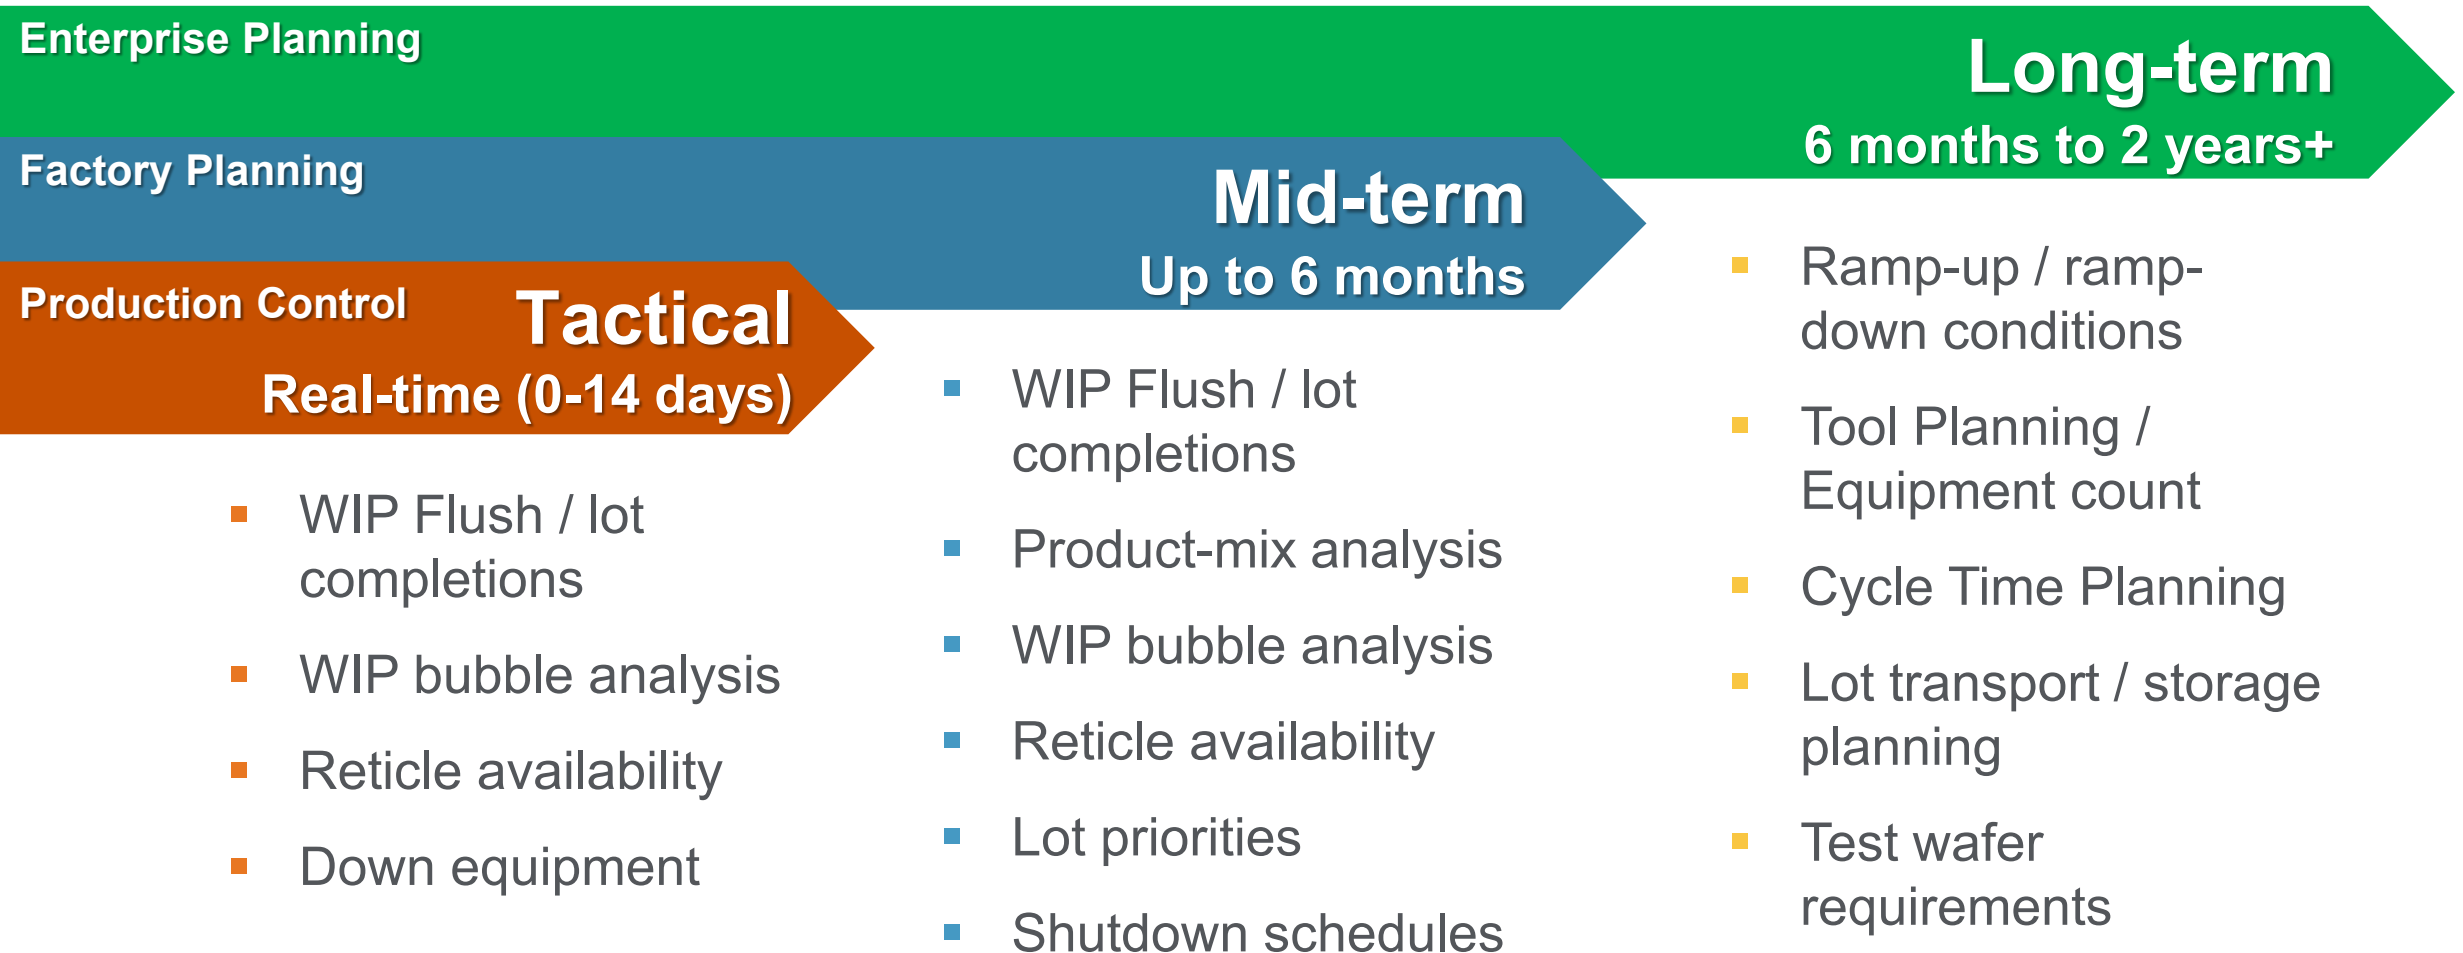 Enterprise Planning
Long-term
6 months to 2 years+
Factory Planning
Mid-term
Up to 6 months
Production Control
Tactical
Real-time (0-14 days)
WIP Flush / lot
completions
WIP bubble analysis
Reticle availability
Down equipment
WIP Flush / lot
completions
Product-mix analysis
WIP bubble analysis
Reticle availability
Lot priorities
Shutdown schedules
Ramp-up / ramp-
down conditions
Tool Planning /
Equipment count
Cycle Time Planning
Lot transport / storage
planning
Test wafer
requirements